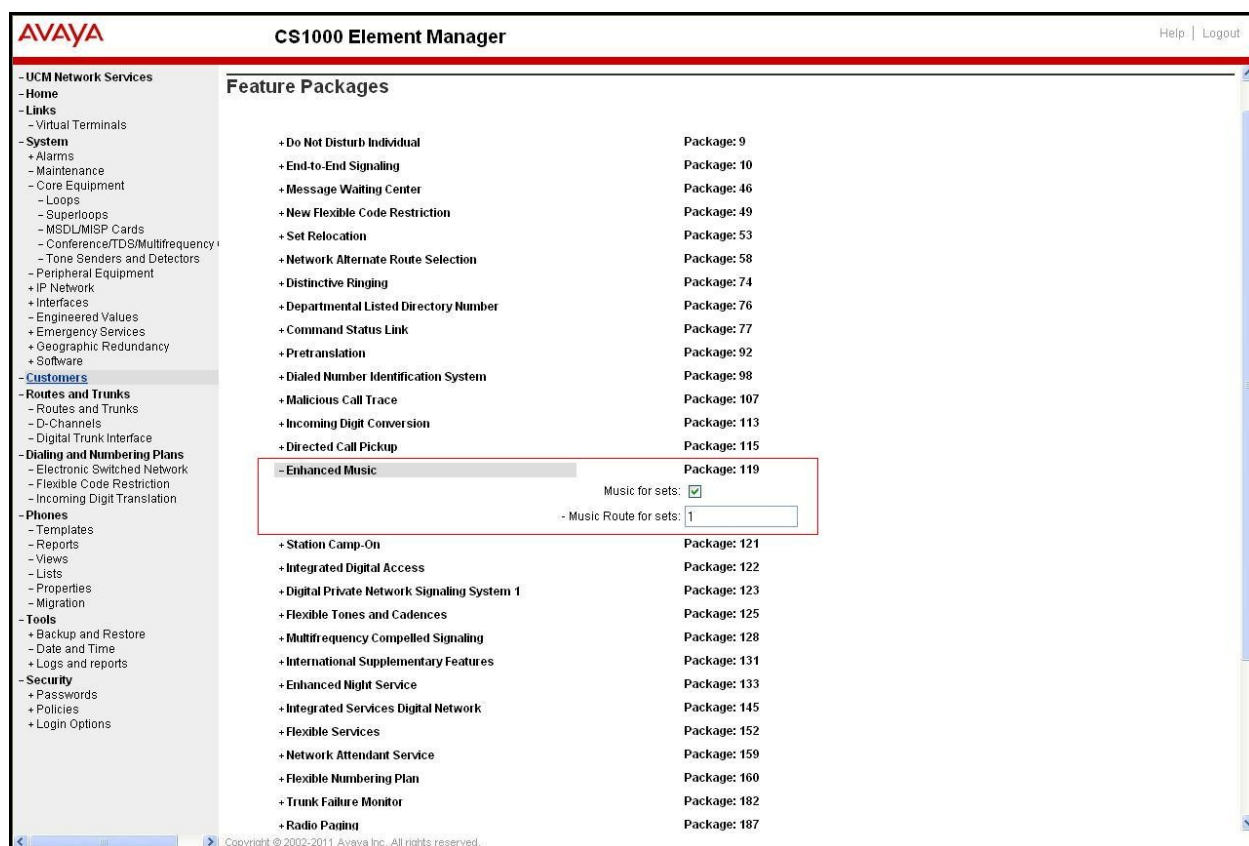 AVAYA
CS1000 Element Manager
Help | Logout
- UCM Network Services
- Home
- Links
- Virtual Terminals
- System
+ Alarms
- Maintenance
- Core Equipment
- Loops
- Superloops
- MSDL/MISP Cards
- Conference/TDS/Multifrequency
- Tone Senders and Detectors
- Peripheral Equipment
+ IP Network
+ Interfaces
- Engineered Values
+ Emergency Services
+ Geographic Redundancy
+ Software
- Customers
- Routes and Trunks
- Routes and Trunks
- D-Channels
- Digital Trunk Interface
- Dialing and Numbering Plans
- Electronic Switched Network
- Flexible Code Restriction
- Incoming Digit Translation
- Phones
- Templates
- Reports
- Views
- Lists
- Properties
- Migration
- Tools
+ Backup and Restore
- Date and Time
+ Logs and reports
- Security
+ Passwords
+ Policies
+ Login Options
Feature Packages
+ Do Not Disturb Individual Package: 9
+ End-to-End Signaling Package: 10
+ Message Waiting Center Package: 46
+ New Flexible Code Restriction Package: 49
+ Set Relocation Package: 53
+ Network Alternate Route Selection Package: 58
+ Distinctive Ringing Package: 74
+ Departmental Listed Directory Number Package: 76
+ Command Status Link Package: 77
+ Pretranslation Package: 92
+ Dialed Number Identification System Package: 98
+ Malicious Call Trace Package: 107
+ Incoming Digit Conversion Package: 113
+ Directed Call Pickup Package: 115
- Enhanced Music Package: 119
Music for sets:
- Music Route for sets: 1
+ Station Camp-On Package: 121
+ Integrated Digital Access Package: 122
+ Digital Private Network Signaling System 1 Package: 123
+ Flexible Tones and Cadences Package: 125
+ Multifrequency Compelled Signaling Package: 128
+ International Supplementary Features Package: 131
+ Enhanced Night Service Package: 133
+ Integrated Services Digital Network Package: 145
+ Flexible Services Package: 152
+ Network Attendant Service Package: 159
+ Flexible Numbering Plan Package: 160
+ Trunk Failure Monitor Package: 182
+ Radio Paging Package: 187
Copyright © 2002-2011 Avaya Inc. All rights reserved.